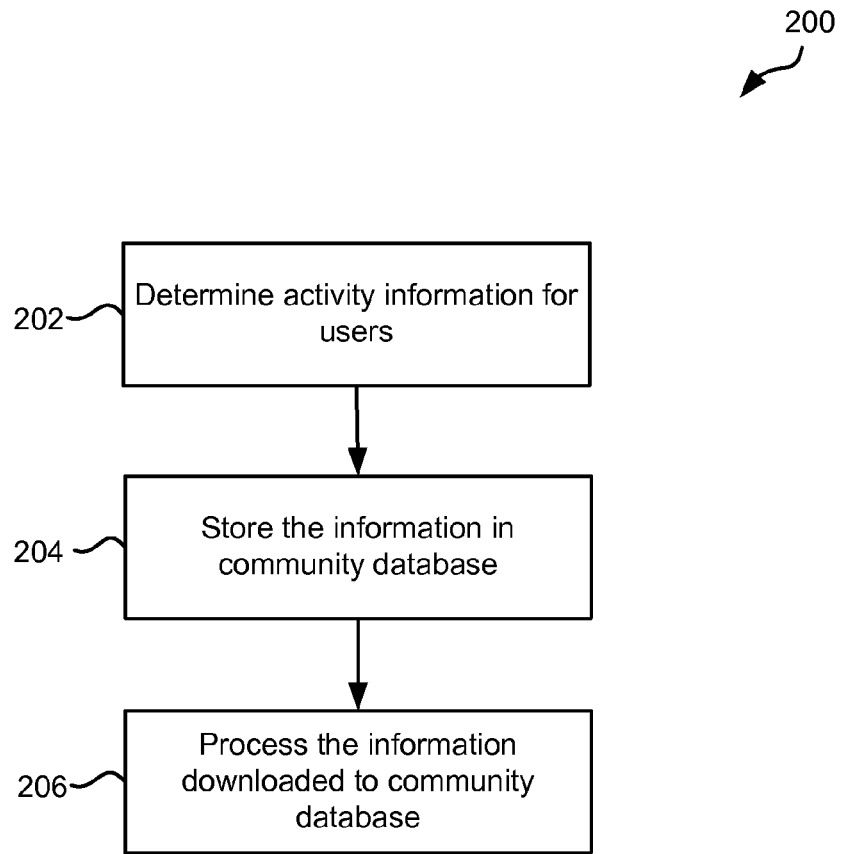 200
202
Determine activity information for
users
204
Store the information in
community database
206
Process the information
downloaded to community
database